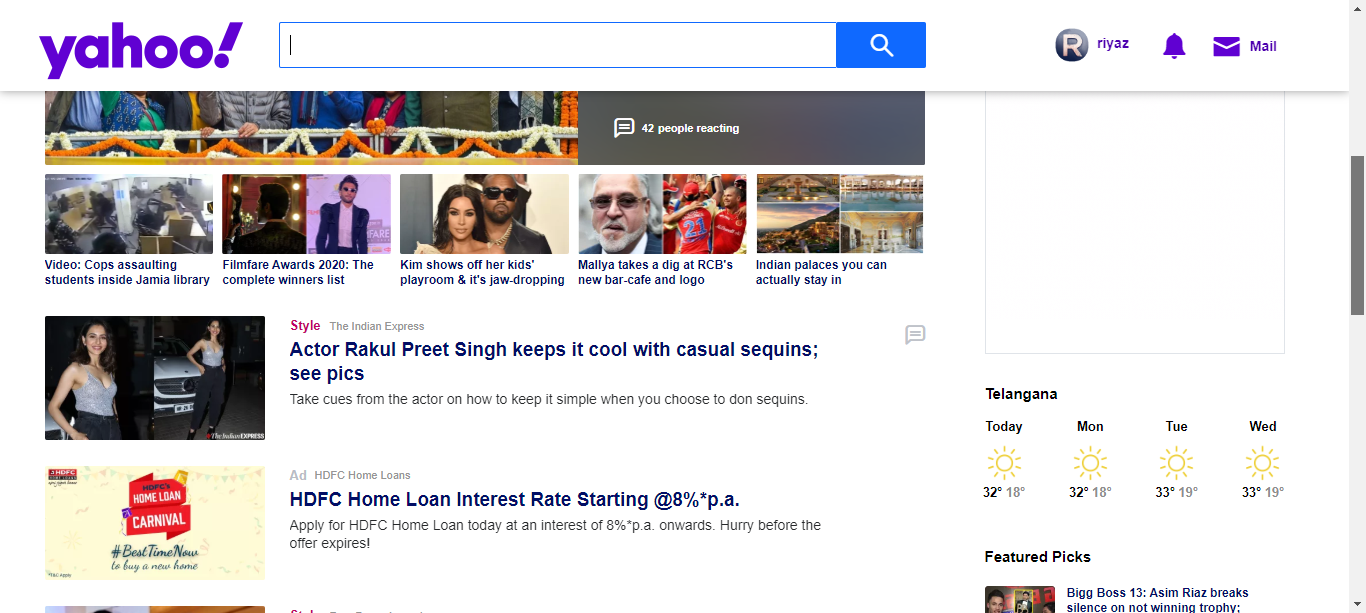 yahoo!
R
riyaz
Mail
42 people reacting
Video: Cops assaulting
students inside Jamia library
Filmfare Awards 2020: The
complete winners list
Kim shows off her kids'
playroom & it's jaw-dropping
Mallya takes a dig at RCB's
new bar-cafe and logo
Indian palaces you can
actually stay in
Style The Indian Express
Actor Rakul Preet Singh keeps it cool with casual sequins;
see pics
Take cues from the actor on how to keep it simple when you choose to don sequins.
The Indian EXPRESS
Ad HDFC Home Loans
HDFC Home Loan Interest Rate Starting @8%*p.a.
Apply for HDFC Home Loan today at an interest of 8%*p.a. onwards. Hurry before the
offer expires!
HDFC
HOME LOANS
HDFC'S
HOME LOAN
CARNIVAL
#BestTimeNow
to buy a new home
*T&C Apply
Telangana
Today Mon Tue Wed
32° 18° 32° 18° 33° 19° 33° 19°
Featured Picks
Bigg Boss 13: Asim Riaz breaks
silence on not winning trophy;